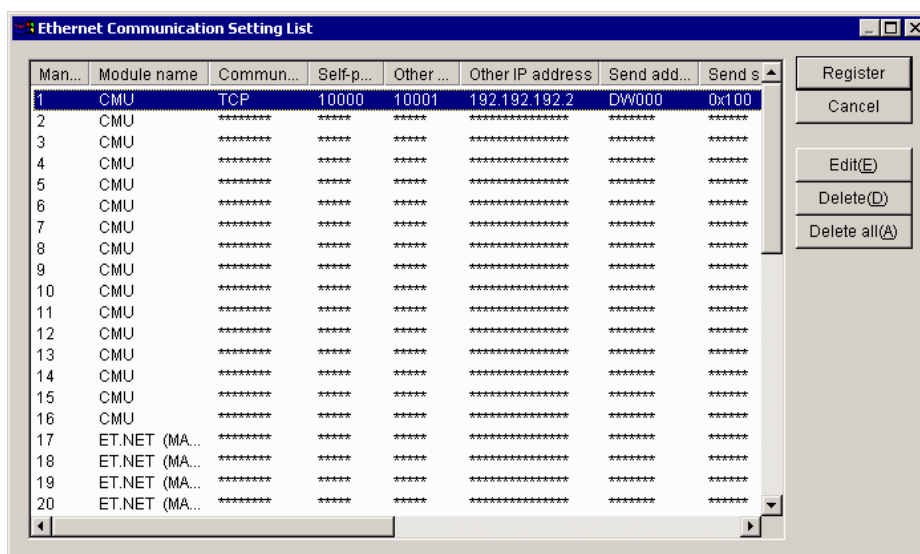 Ethernet Communication Setting List
Man... Module name Commun... Self-p... Other ... Other IP address Send add... Send s
1 CMU TCP 10000 10001 192.192.192.2 DW000 0x100
2 CMU ******** ***** ***** *************** ******* ******
3 CMU ******** ***** ***** *************** ******* ******
4 CMU ******** ***** ***** *************** ******* ******
5 CMU ******** ***** ***** *************** ******* ******
6 CMU ******** ***** ***** *************** ******* ******
7 CMU ******** ***** ***** *************** ******* ******
8 CMU ******** ***** ***** *************** ******* ******
9 CMU ******** ***** ***** *************** ******* ******
10 CMU ******** ***** ***** *************** ******* ******
11 CMU ******** ***** ***** *************** ******* ******
12 CMU ******** ***** ***** *************** ******* ******
13 CMU ******** ***** ***** *************** ******* ******
14 CMU ******** ***** ***** *************** ******* ******
15 CMU ******** ***** ***** *************** ******* ******
16 CMU ******** ***** ***** *************** ******* ******
17 ET.NET (MA... ******** ***** ***** *************** ******* ******
18 ET.NET (MA... ******** ***** ***** *************** ******* ******
19 ET.NET (MA... ******** ***** ***** *************** ******* ******
20 ET.NET (MA... ******** ***** ***** *************** ******* ******
Register
Cancel
Edit(E)
Delete(D)
Delete all(A)